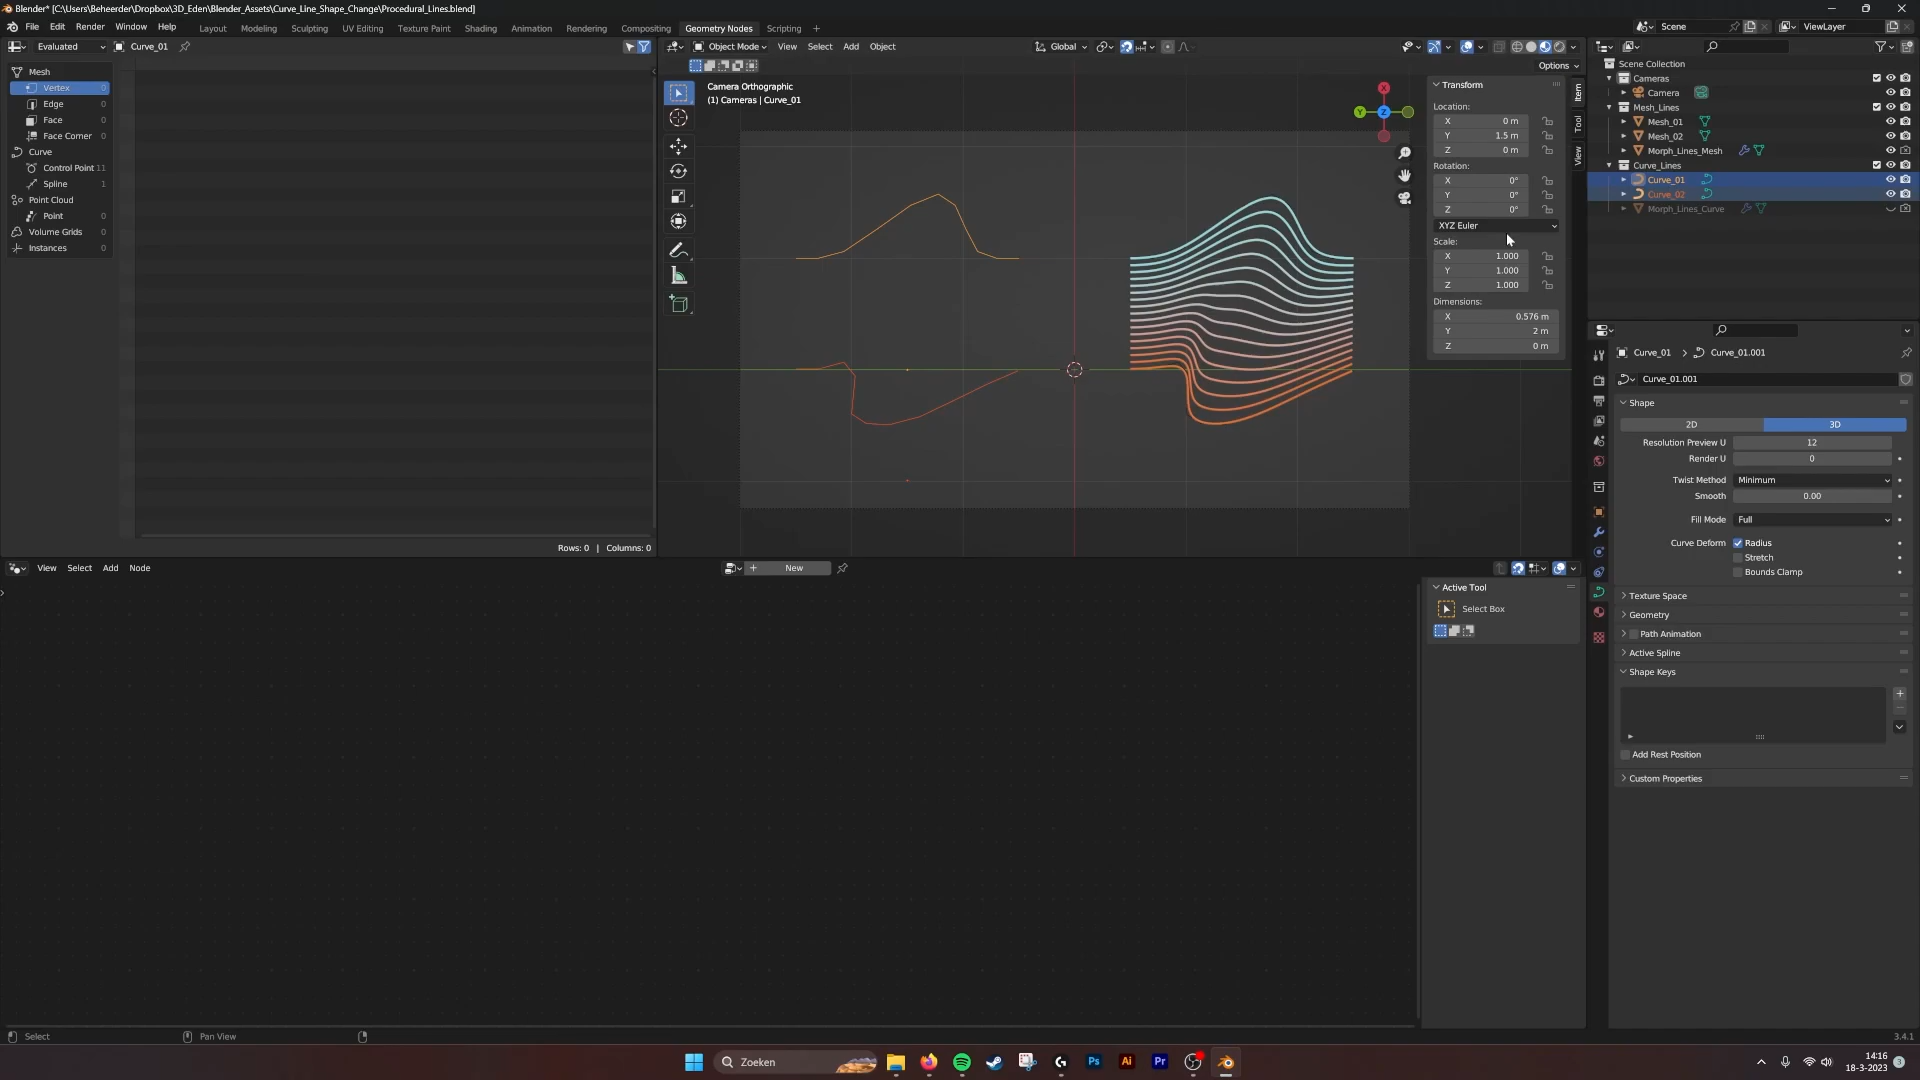 Blender* [C:\Users\Beheerder\Dropbox\3D_Eden\Blender_Assets\Curve_Line_Shape_Change\Procedural_Lines.blend]
File Edit Render Window Help Layout Modeling Sculpting UV Editing Texture Paint Shading Animation Rendering Compositing Geometry Nodes Scripting + Scene ViewLayer
Evaluated Curve_01
Object Mode View Select Add Object Global
Options
Mesh
Vertex 0
Edge 0
Face 0
Face Corner 0
Curve
Control Point 11
Spline 1
Point Cloud
Point 0
Volume Grids 0
Instances 0
Rows: 0 | Columns: 0
Camera Orthographic
(1) Cameras | Curve_01
X
Y
Z
Transform
Location:
X 0 m
Y 1.5 m
Z 0 m
Rotation:
X 0°
Y 0°
Z 0°
XYZ Euler
Scale:
X 1.000
Y 1.000
Z 1.000
Dimensions:
X 0.576 m
Y 2 m
Z 0 m
Item
Tool
View
Scene Collection
Cameras
Camera
Mesh_Lines
Mesh_01
Mesh_02
Morph_Lines_Mesh
Curve_Lines
Curve_01
Curve_02
Morph_Lines_Curve
Curve_01 > Curve_01.001
Curve_01.001
Shape
2D 3D
Resolution Preview U 12
Render U 0
Twist Method Minimum
Smooth 0.00
Fill Mode Full
Curve Deform Radius
Stretch
Bounds Clamp
Texture Space
Geometry
Path Animation
Active Spline
Shape Keys
Add Rest Position
Custom Properties
View Select Add Node + New
Active Tool
Select Box
Select Pan View 3.4.1
Zoeken Ps Ai Pr
14:16
18-3-2023 3